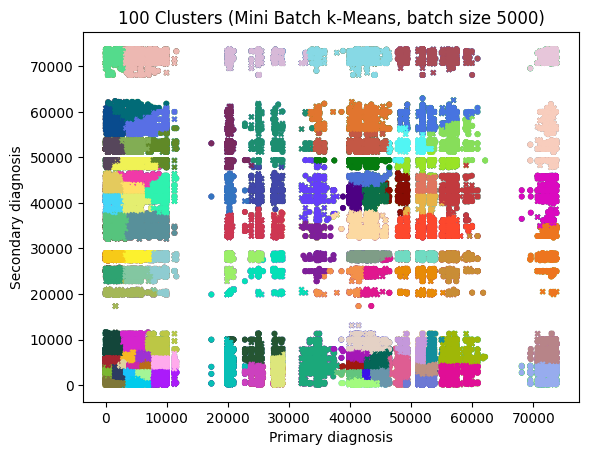 100 Clusters (Mini Batch k-Means, batch size 5000)
70000
60000
50000
40000
30000
20000
10000
0
Secondary diagnosis
0 10000 20000 30000 40000 50000 60000 70000
Primary diagnosis